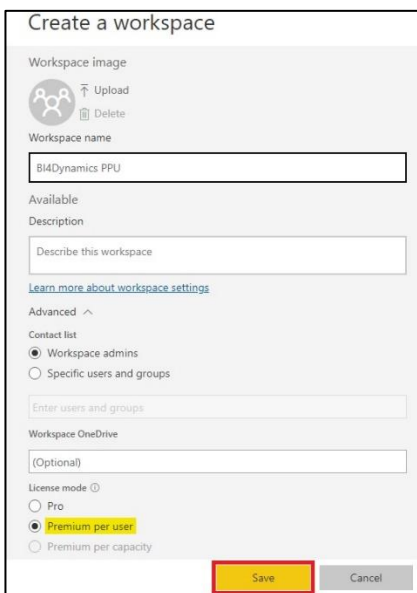 Create a workspace
Workspace image
Upload
Delete
Workspace name
BI4Dynamics PPU
Available
Description
Describe this workspace
Learn more about workspace settings
Advanced
Contact list
Workspace admins
Specific users and groups
Enter users and groups
Workspace OneDrive
(Optional)
License mode
Pro
Premium per user
Premium per capacity
Save Cancel